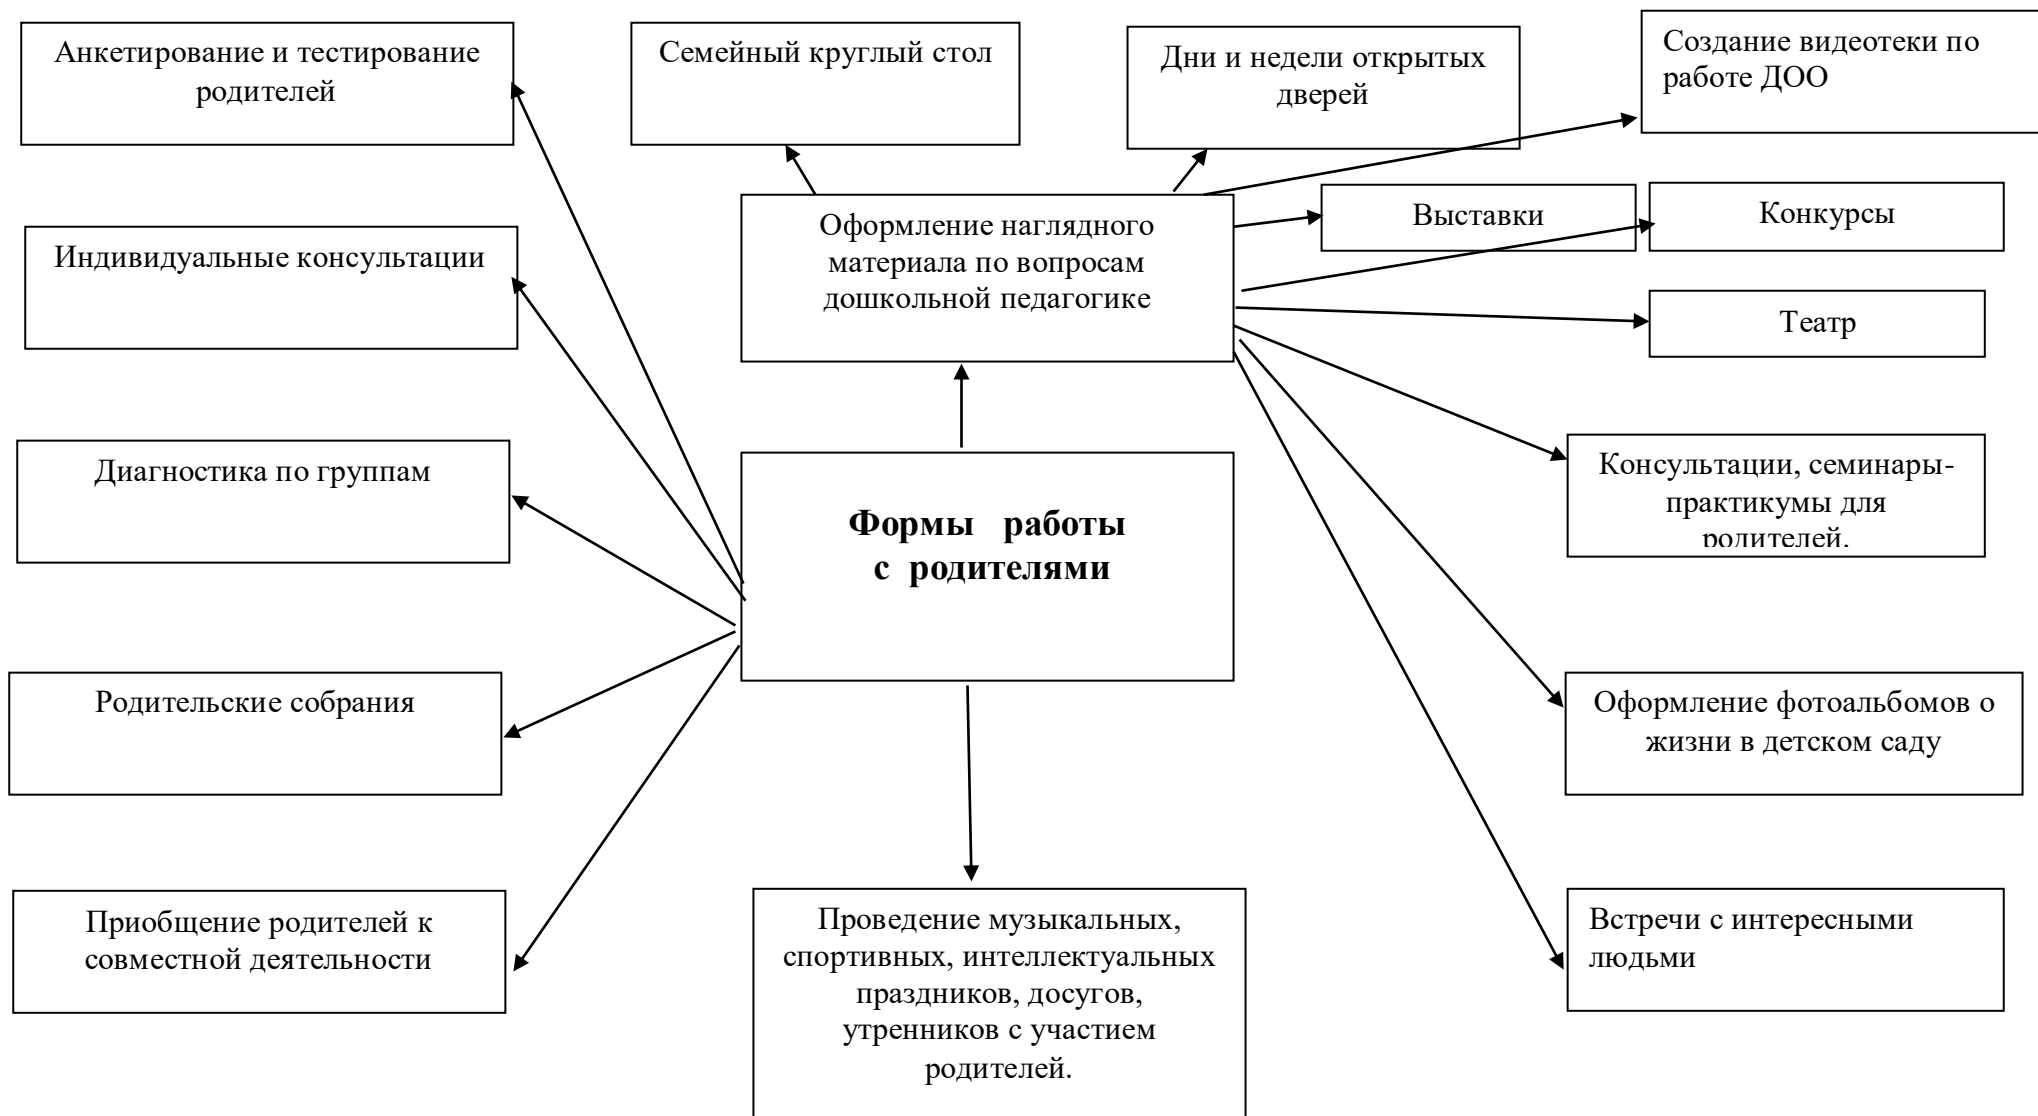 Анкетирование и тестирование
родителей
Семейный круглый стол
Дни и недели открытых
дверей
Создание видеотеки по
работе ДОО
Индивидуальные консультации
Оформление наглядного
материала по вопросам
дошкольной педагогике
Выставки
Конкурсы
Театр
Диагностика по группам
Формы работы
с родителями
Консультации, семинары-
практикумы для
родителей.
Родительские собрания
Оформление фотоальбомов о
жизни в детском саду
Приобщение родителей к
совместной деятельности
Проведение музыкальных,
спортивных, интеллектуальных
праздников, досугов,
утренников с участием
родителей.
Встречи с интересными
людьми